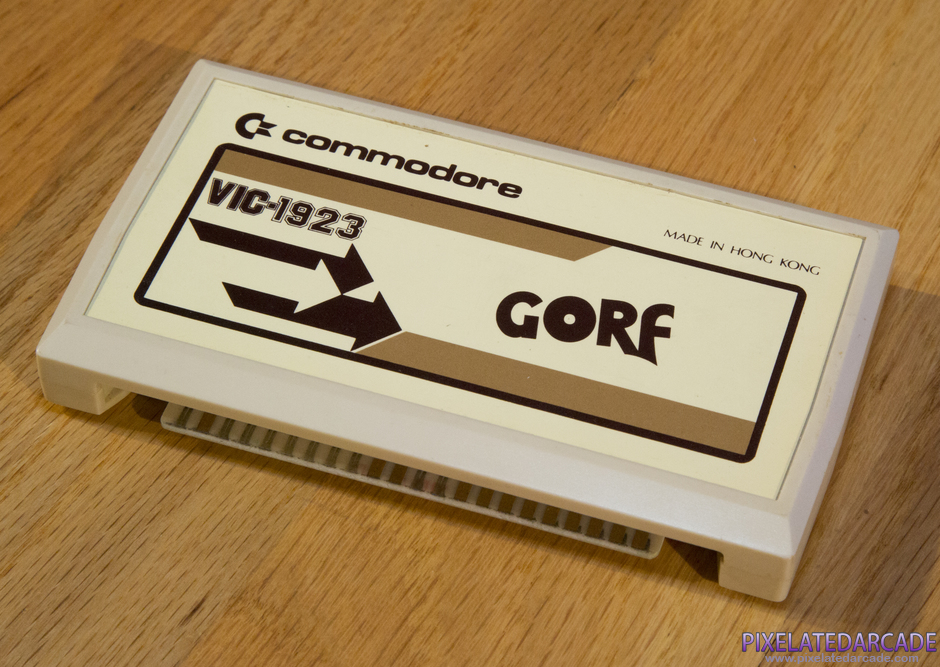 commodore
VIC-1923
MADE IN HONG KONG
GORF
PIXELATEDARCADE
www.pixelatedarcade.com